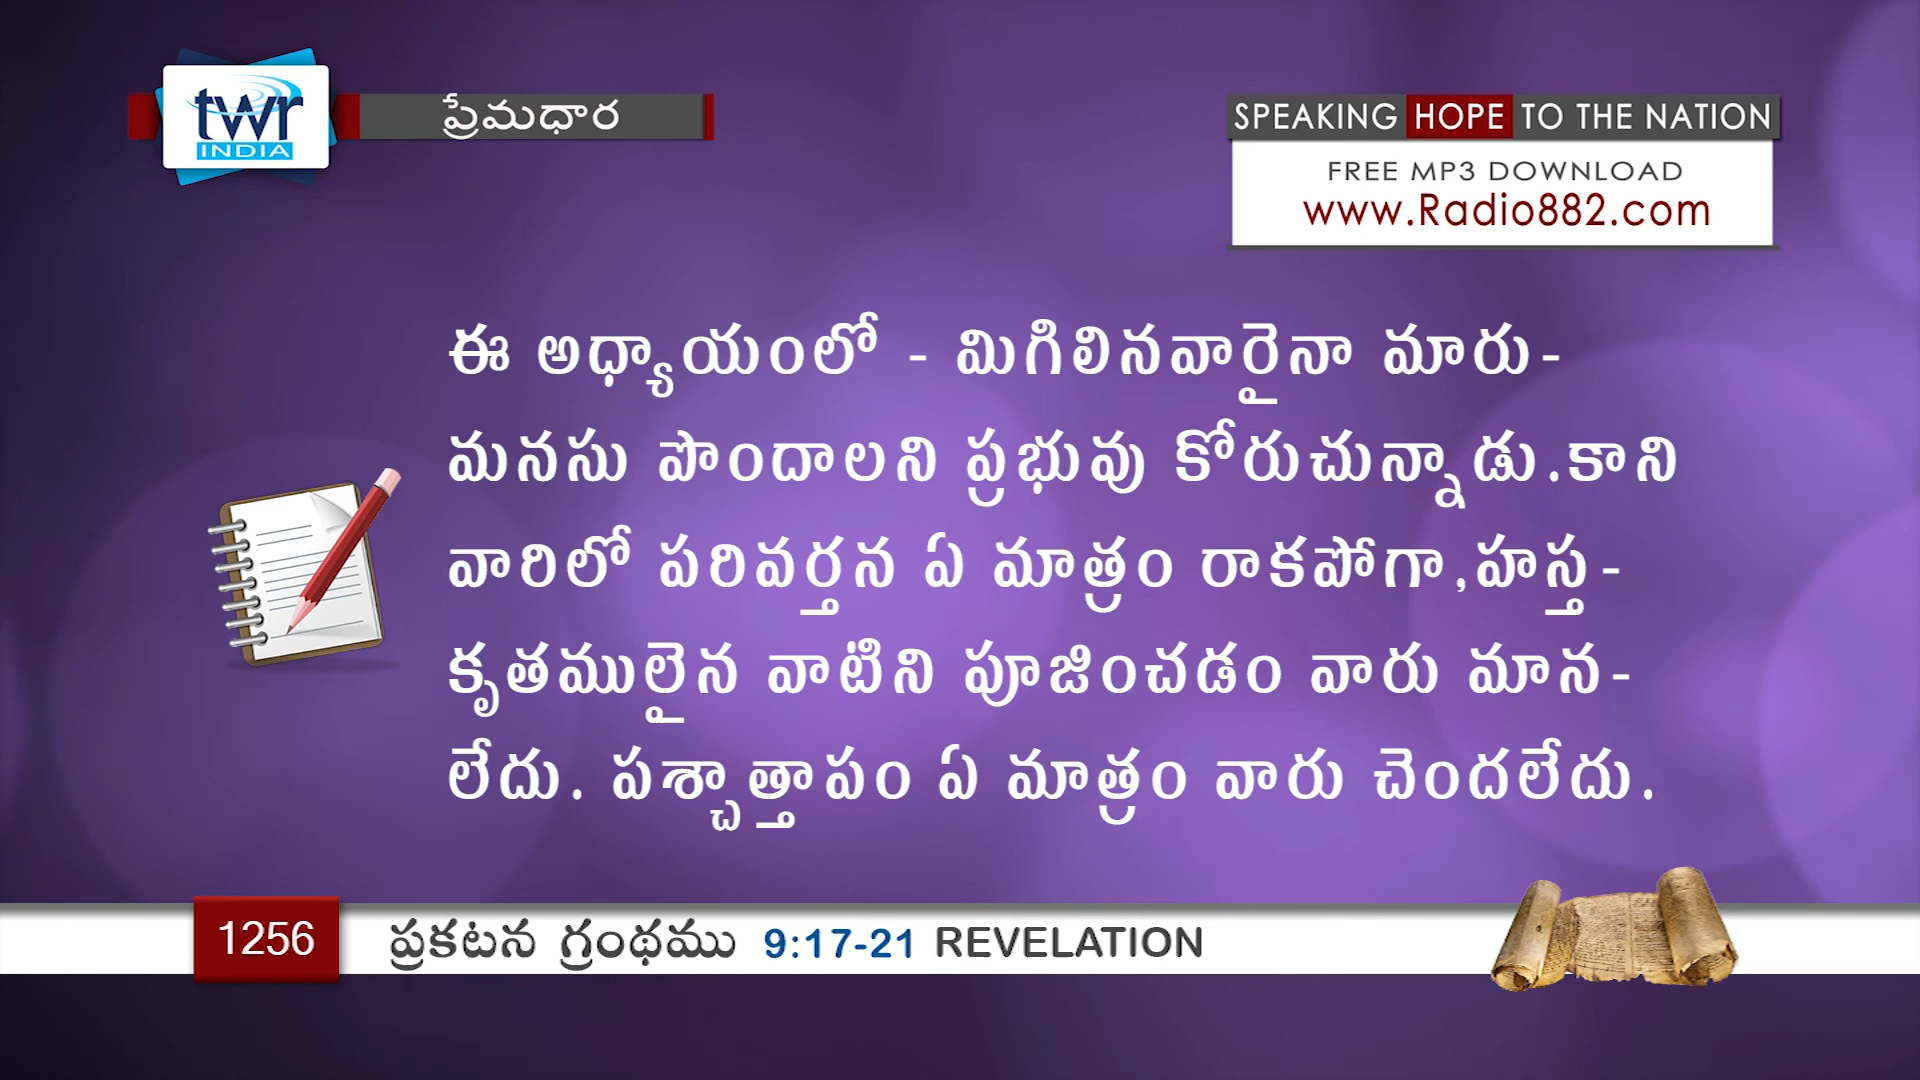 twr
INDIA
ప్రేమధార
SPEAKING HOPE TO THE NATION
FREE MP3 DOWNLOAD
www.Radio882.com
ఈ అధ్యాయంలో - మిగిలినవారైనా మారు-
మనసు పొందాలని ప్రభువు కోరుచున్నాడు.కాని
వారిలో పరివర్తన ఏ మాత్రం రాకపోగా,హస్త-
కృతములైన వాటిని పూజించడం వారు మాన-
లేదు. పశ్చాత్తాపం ఏ మాత్రం వారు చెందలేదు.
1256 ప్రకటన గ్రంథము 9:17-21 REVELATION